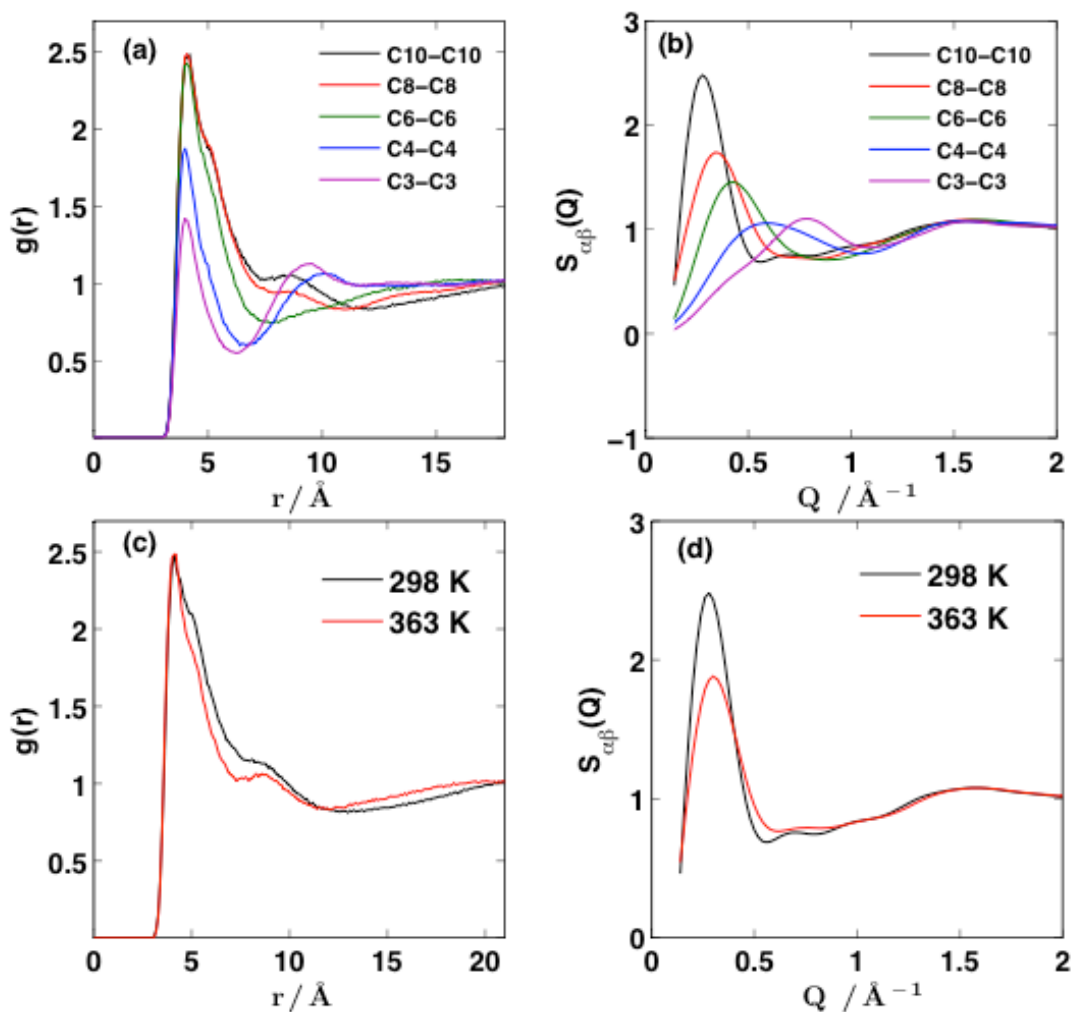 (a)
C10−C10
C8−C8
C6−C6
C4−C4
C3−C3
g(r)
2.5
2
1.5
1
0.5
0 5 10 15
r / Å
(b)
C10−C10
C8−C8
C6−C6
C4−C4
C3−C3
Sαβ(Q)
3
2
1
0
−1
0 0.5 1 1.5 2
Q / Å⁻¹
(c)
298 K
363 K
g(r)
2.5
2
1.5
1
0.5
0 5 10 15 20
r / Å
(d)
298 K
363 K
Sαβ(Q)
3
2
1
0
0 0.5 1 1.5 2
Q / Å⁻¹